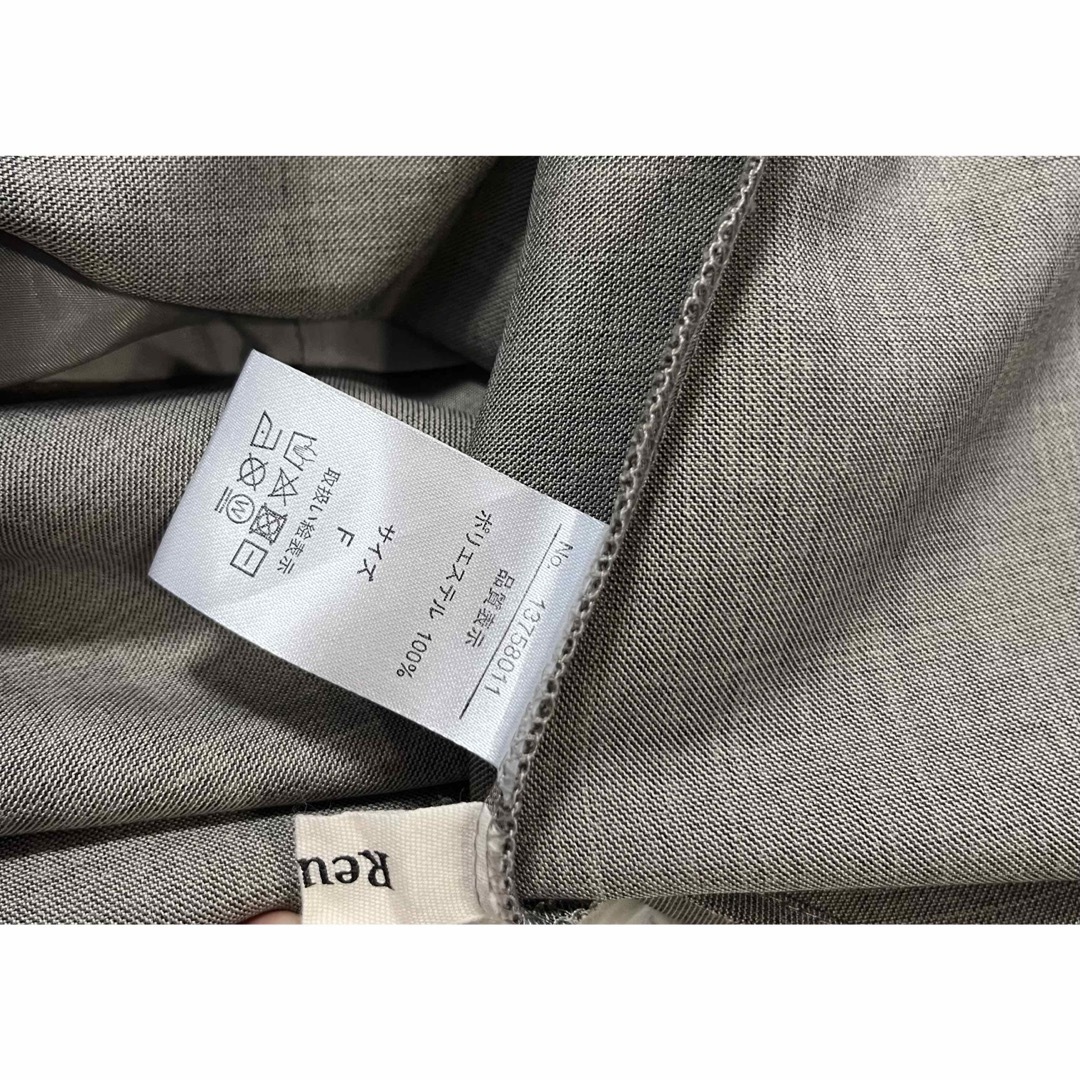 No. 13758011
品質表示
ポリエステル 100%
サイズ
F
取扱い絵表示
W
Reu